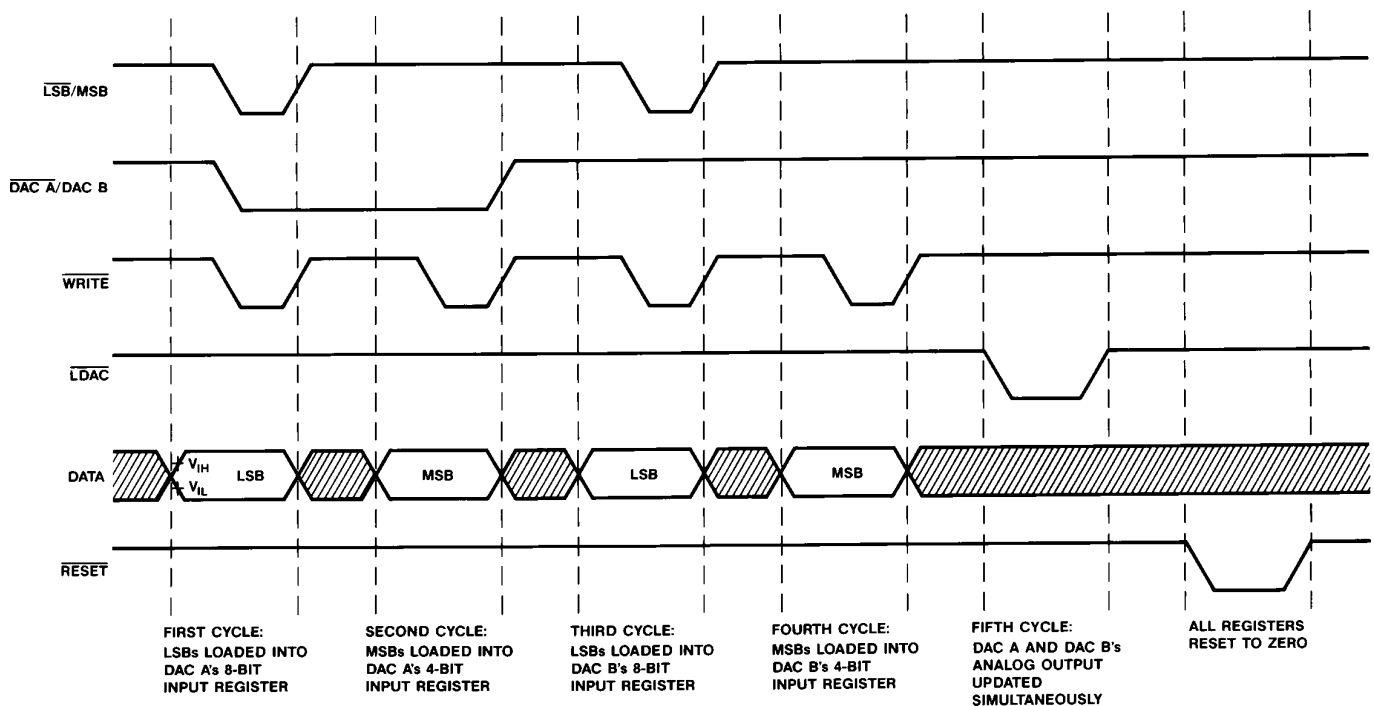 LSB/MSB
DAC A/DAC B
WRITE
LDAC
DATA
VIH
VIL
LSB
MSB
LSB
MSB
RESET
FIRST CYCLE:
LSBs LOADED INTO
DAC A's 8-BIT
INPUT REGISTER
SECOND CYCLE:
MSBs LOADED INTO
DAC A's 4-BIT
INPUT REGISTER
THIRD CYCLE:
LSBs LOADED INTO
DAC B's 8-BIT
INPUT REGISTER
FOURTH CYCLE:
MSBs LOADED INTO
DAC B's 4-BIT
INPUT REGISTER
FIFTH CYCLE:
DAC A AND DAC B's
ANALOG OUTPUT
UPDATED
SIMULTANEOUSLY
ALL REGISTERS
RESET TO ZERO